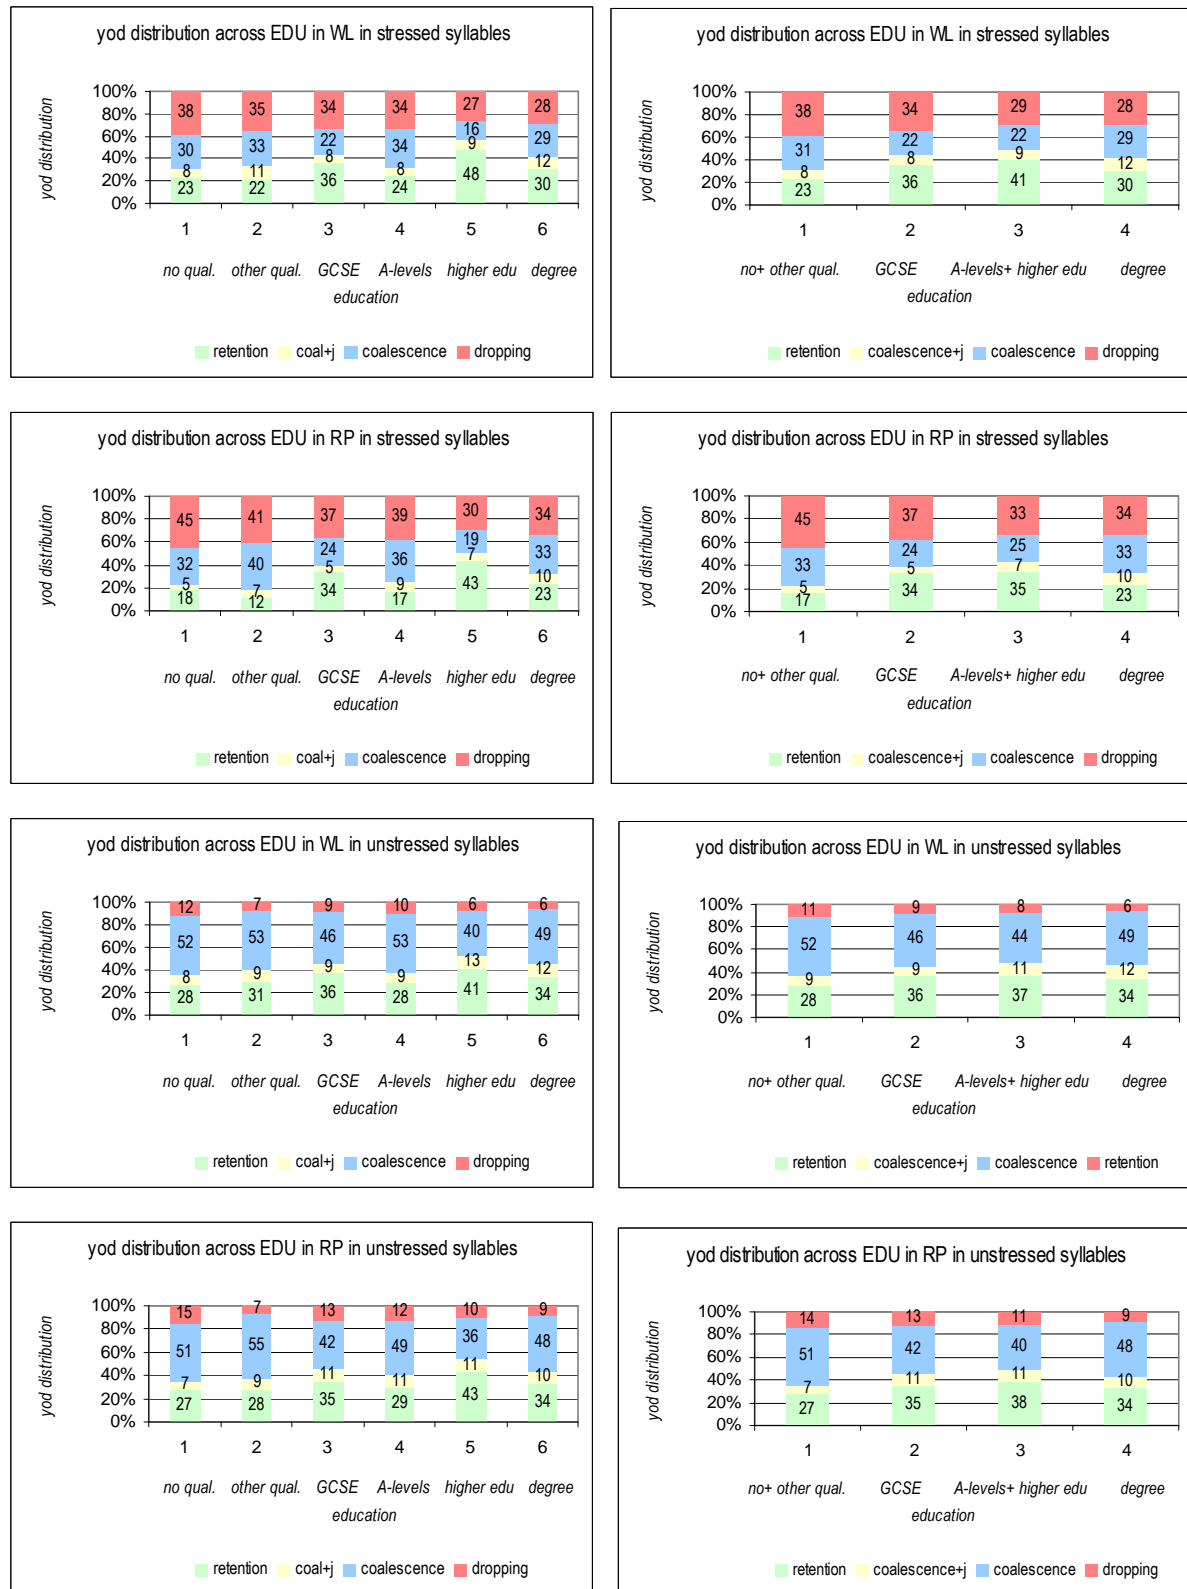 yod distribution across EDU in WL in stressed syllables
yod distribution
100%
80%
60%
40%
20%
0%
38 35 34 34 27 28
30 33 22 34 16 29
8 11 8 8 9 12
23 22 36 24 48 30
1 2 3 4 5 6
no qual. other qual. GCSE A-levels higher edu degree
education
retention coal+j coalescence dropping
yod distribution across EDU in WL in stressed syllables
yod distribution
100%
80%
60%
40%
20%
0%
38 34 29 28
31 22 22 29
8 8 9 12
23 36 41 30
1 2 3 4
no+ other qual. GCSE A-levels+ higher edu degree
education
retention coalescence+j coalescence dropping
yod distribution across EDU in RP in stressed syllables
yod distribution
100%
80%
60%
40%
20%
0%
45 41 37 39 30 34
32 40 24 36 19 33
5 7 5 9 7 10
18 12 34 17 43 23
1 2 3 4 5 6
no qual. other qual. GCSE A-levels higher edu degree
education
retention coal+j coalescence dropping
yod distribution across EDU in RP in stressed syllables
yod distribution
100%
80%
60%
40%
20%
0%
45 37 33 34
33 24 25 33
5 5 7 10
17 34 35 23
1 2 3 4
no+ other qual. GCSE A-levels+ higher edu degree
education
retention coalescence+j coalescence dropping
yod distribution across EDU in WL in unstressed syllables
yod distribution
100%
80%
60%
40%
20%
0%
12 7 9 10 6 6
52 53 46 53 40 49
8 9 9 9 13 12
28 31 36 28 41 34
1 2 3 4 5 6
no qual. other qual. GCSE A-levels higher edu degree
education
retention coal+j coalescence dropping
yod distribution across EDU in WL in unstressed syllables
yod distribution
100%
80%
60%
40%
20%
0%
11 9 8 6
52 46 44 49
9 9 11 12
28 36 37 34
1 2 3 4
no+ other qual. GCSE A-levels+ higher edu degree
education
retention coalescence+j coalescence retention
yod distribution across EDU in RP in unstressed syllables
yod distribution
100%
80%
60%
40%
20%
0%
15 7 13 12 10 9
51 55 42 49 36 48
7 9 11 11 11 10
27 28 35 29 43 34
1 2 3 4 5 6
no qual. other qual. GCSE A-levels higher edu degree
education
retention coal+j coalescence dropping
yod distribution across EDU in RP in unstressed syllables
yod distribution
100%
80%
60%
40%
20%
0%
14 13 11 9
51 42 40 48
7 11 11 10
27 35 38 34
1 2 3 4
no+ other qual. GCSE A-levels+ higher edu degree
education
retention coalescence+j coalescence dropping